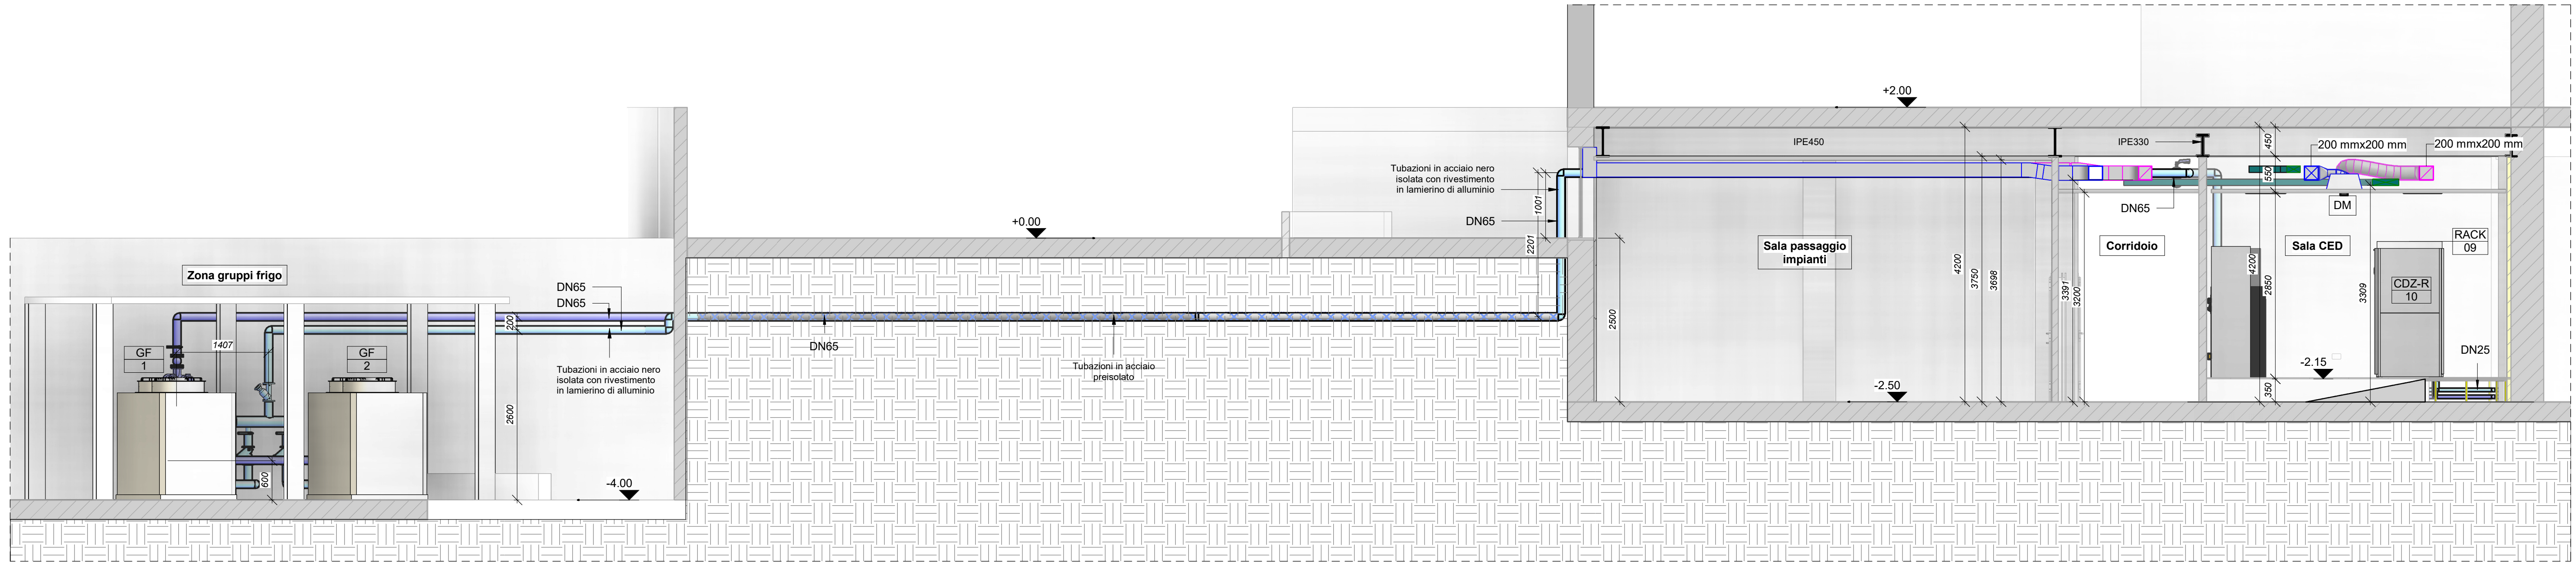 Zona gruppi frigo
DN65
DN65
200
1407
GF
1
GF
2
Tubazioni in acciaio nero
isolata con rivestimento
in lamierino di alluminio
2600
600
-4.00
+0.00
DN65
Tubazioni in acciaio
preisolato
Tubazioni in acciaio nero
isolata con rivestimento
in lamierino di alluminio
DN65
1001
2201
2500
+2.00
IPE450
Sala passaggio
impianti
-2.50
4200
3750
3698
3391
3200
IPE330
DN65
Corridoio
4200
450
550
2850
350
200 mmx200 mm
200 mmx200 mm
DM
Sala CED
3309
RACK
09
CDZ-R
10
-2.15
DN25